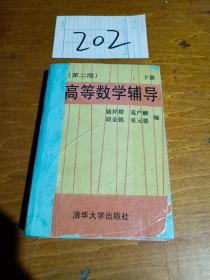 202
(第二版) 下册
高等数学辅导
盛祥耀 葛严麟
胡金德 张元德 编
清华大学出版社